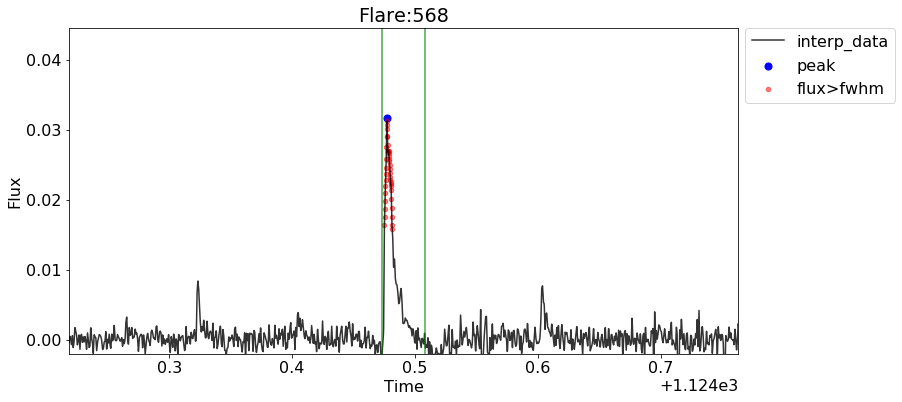 Flare:568
interp_data
peak
flux>fwhm
Flux
0.04
0.03
0.02
0.01
0.00
0.3 0.4 0.5 0.6 0.7
Time
+1.124e3